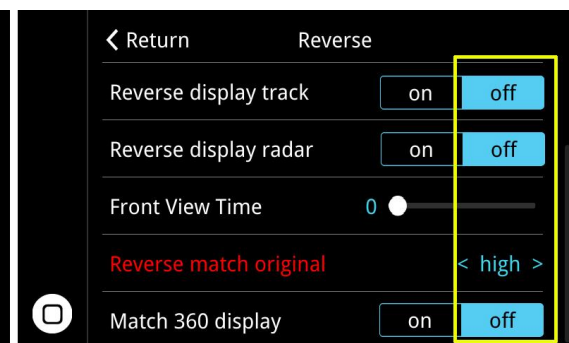 Return Reverse
Reverse display track on off
Reverse display radar on off
Front View Time 0
Reverse match original < high >
Match 360 display on off